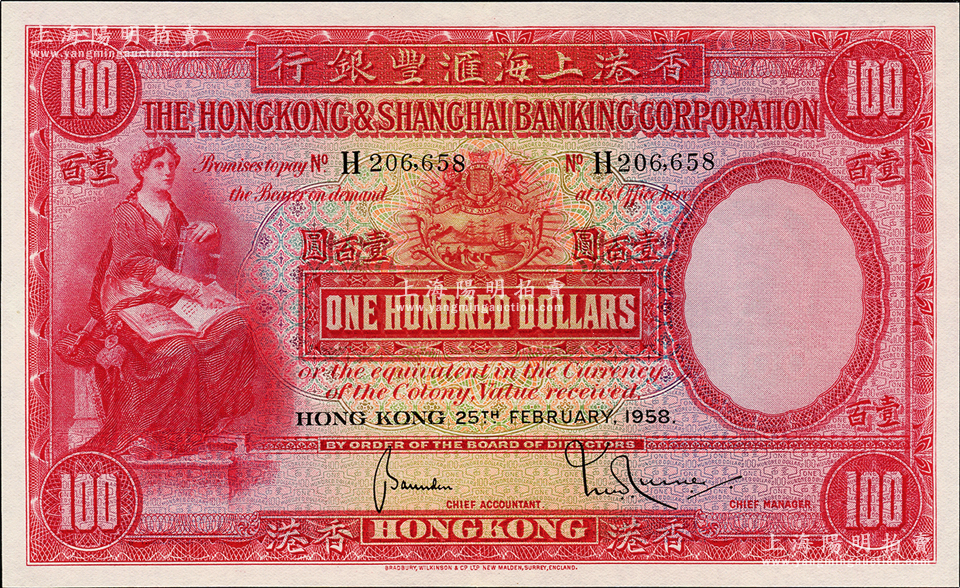 上海陽明拍賣
www.yangmingauction.com
行銀豐滙海上港香
100 100
THE HONGKONG & SHANGHAI BANKING CORPORATION
百壹 百壹
Promises to pay Nº H 206,658 Nº H 206,658
the Bearer on demand at its Office here
圓百壹 圓百壹
上海陽明拍賣
www.yangmingauction.com
ONE HUNDRED DOLLARS
or the equivalent in the Currency
of the Colony, Value received.
百壹
HONG KONG 25TH FEBRUARY, 1958.
BY ORDER OF THE BOARD OF DIRECTORS
CHIEF ACCOUNTANT. CHIEF MANAGER.
100 100
港 HONGKONG 香
上海陽明拍賣
www.yangmingauction.com
BRADBURY, WILKINSON & Cº Lᵀᴰ NEW MALDEN, SURREY, ENGLAND.